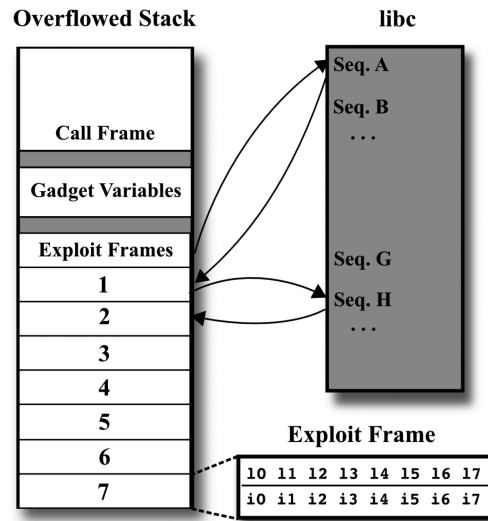 Overflowed Stack
libc
Call Frame
Gadget Variables
Exploit Frames
1
2
3
4
5
6
7
Seq. A
Seq. B
. . .
Seq. G
Seq. H
. . .
Exploit Frame
l0 l1 l2 l3 l4 l5 l6 l7
i0 i1 i2 i3 i4 i5 i6 i7